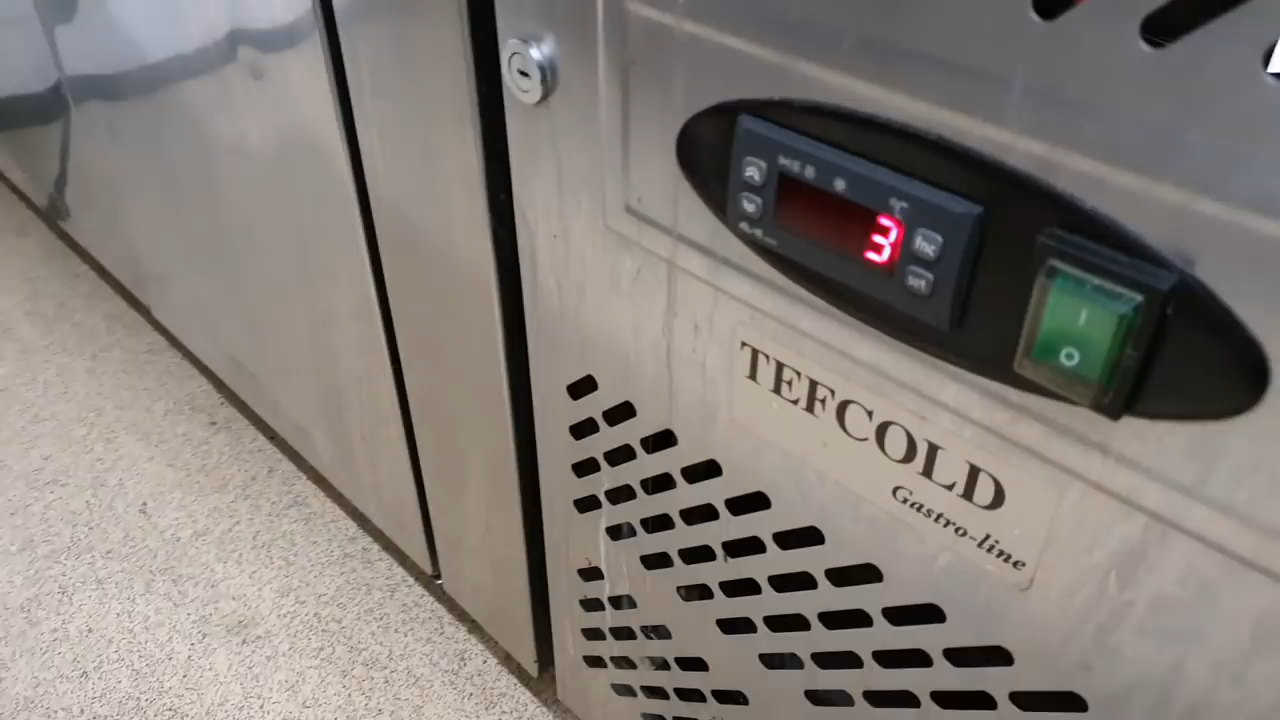 °C
3
fnc
set
I
O
TEFCOLD
Gastro-line